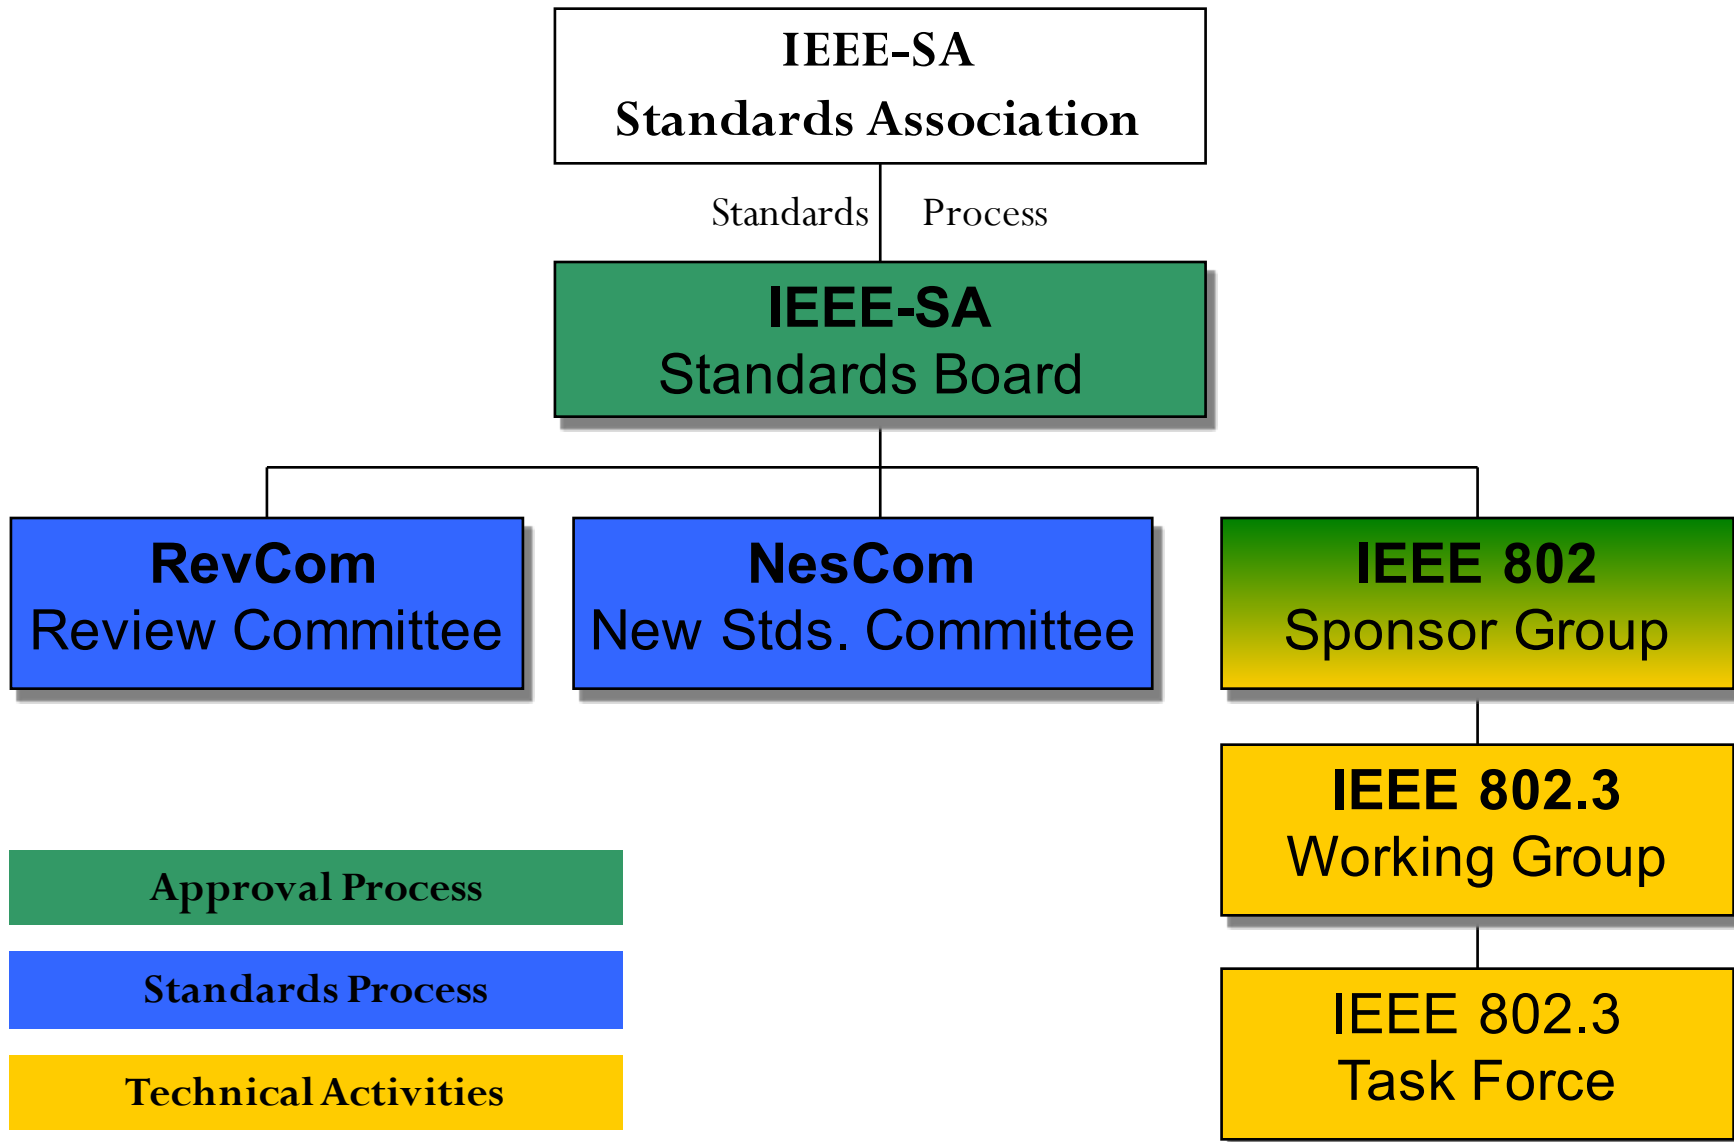 IEEE-SA
Standards Association
Standards Process
IEEE-SA
Standards Board
RevCom
Review Committee
NesCom
New Stds. Committee
IEEE 802
Sponsor Group
IEEE 802.3
Working Group
IEEE 802.3
Task Force
Approval Process
Standards Process
Technical Activities